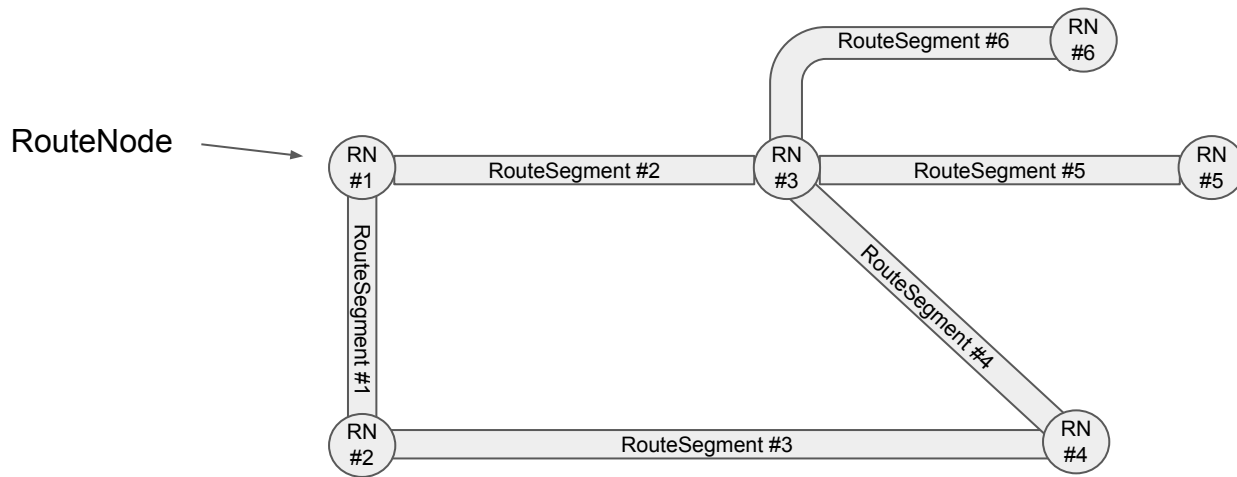 RouteSegment #6
RN
#6
RouteNode
RN
#1
RouteSegment #2
RN
#3
RouteSegment #5
RN
#5
RouteSegment #1
RouteSegment #4
RN
#2
RouteSegment #3
RN
#4